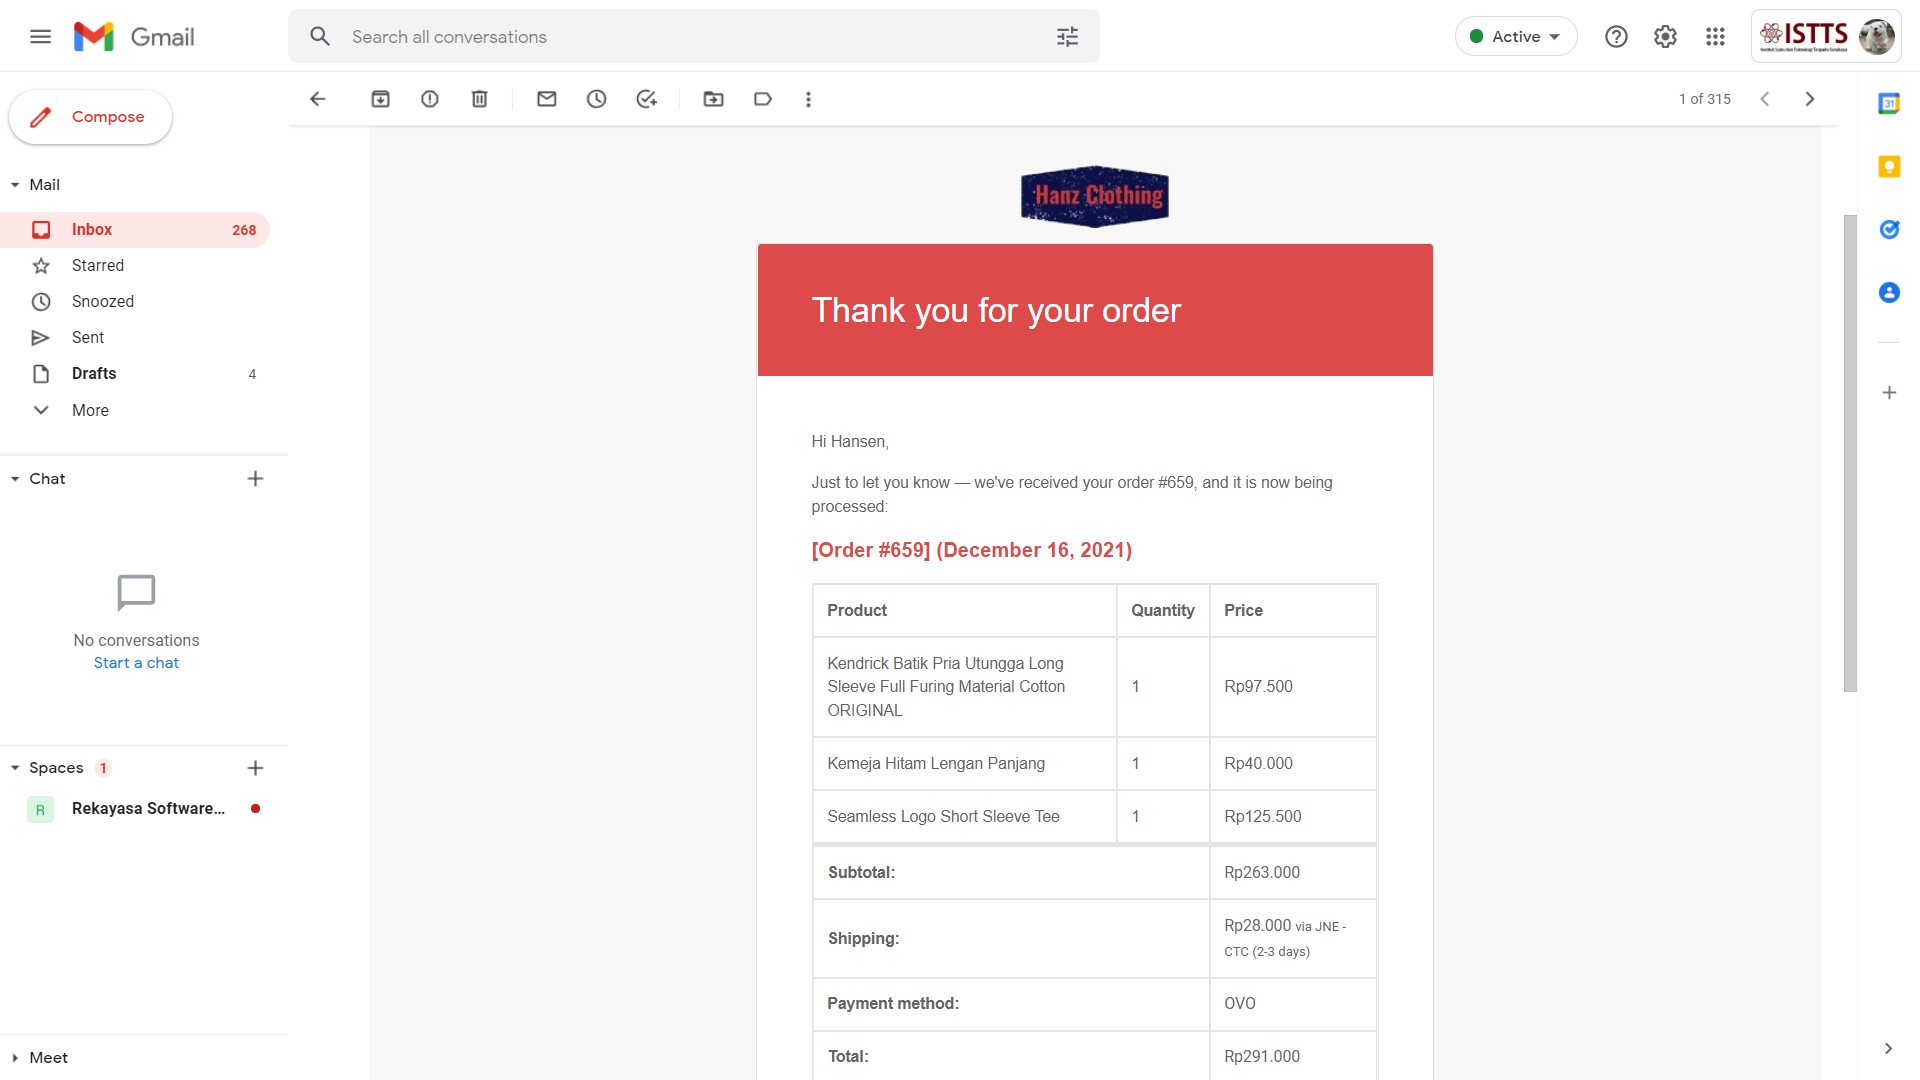 Gmail
Search all conversations
Active
ISTTS
1 of 315
Compose
Mail
Inbox 268
Starred
Snoozed
Sent
Drafts 4
More
Chat
No conversations
Start a chat
Spaces 1
R Rekayasa Software...
Meet
31
Hanz Clothing
Thank you for your order
Hi Hansen,
Just to let you know — we've received your order #659, and it is now being
processed:
[Order #659] (December 16, 2021)
Product Quantity Price
Kendrick Batik Pria Utungga Long
Sleeve Full Furing Material Cotton
ORIGINAL
1 Rp97.500
Kemeja Hitam Lengan Panjang 1 Rp40.000
Seamless Logo Short Sleeve Tee 1 Rp125.500
Subtotal: Rp263.000
Shipping: Rp28.000 via JNE -
CTC (2-3 days)
Payment method: OVO
Total: Rp291.000